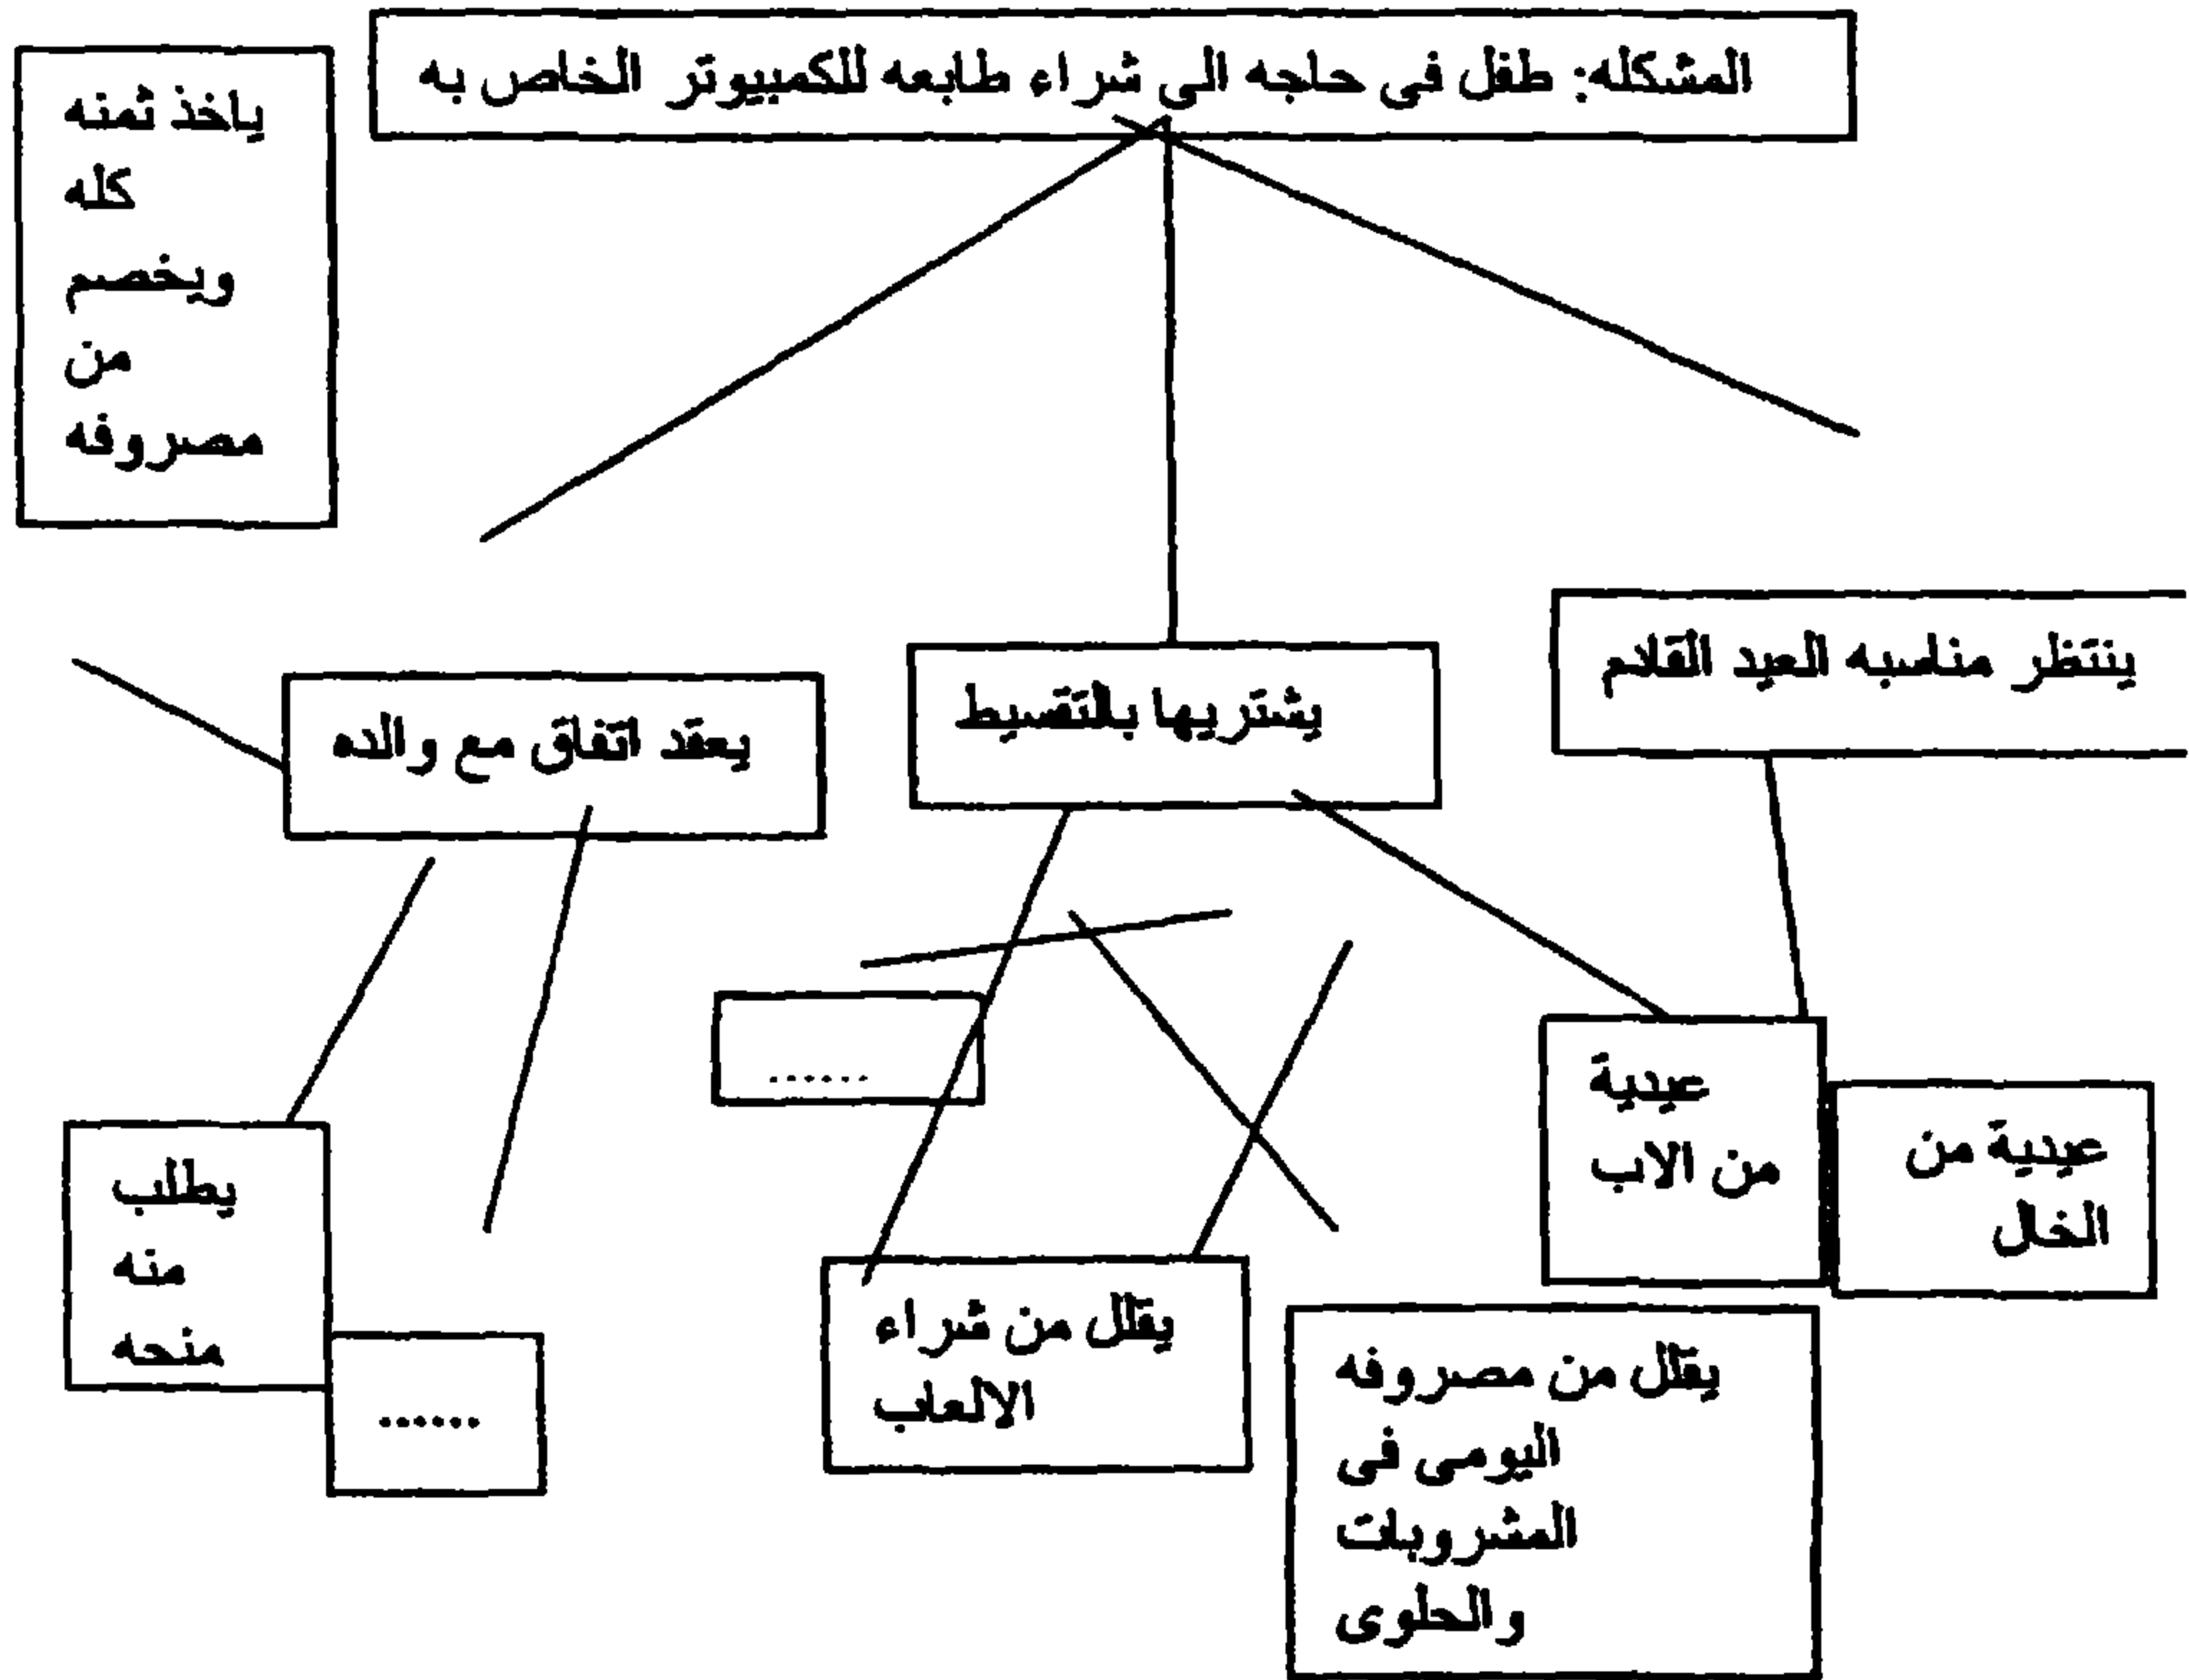 المشكله: طفل في حاجه الى شراء طابعه للكمبيوتر الخاص به
ياخذ ثمنه
كله
ويخصم
من
مصروفه
ينتظر مناسبه العيد القادم
يشتريها بالتقسيط
يعقد اتفاق مع والده
......
عيدية
من الاب
عيدية من
الخال
يطلب
منه
منحه
......
يقلل من شراء
الالعاب
يقلل من مصروفه
اليومى فى
المشروبات
والحلوى